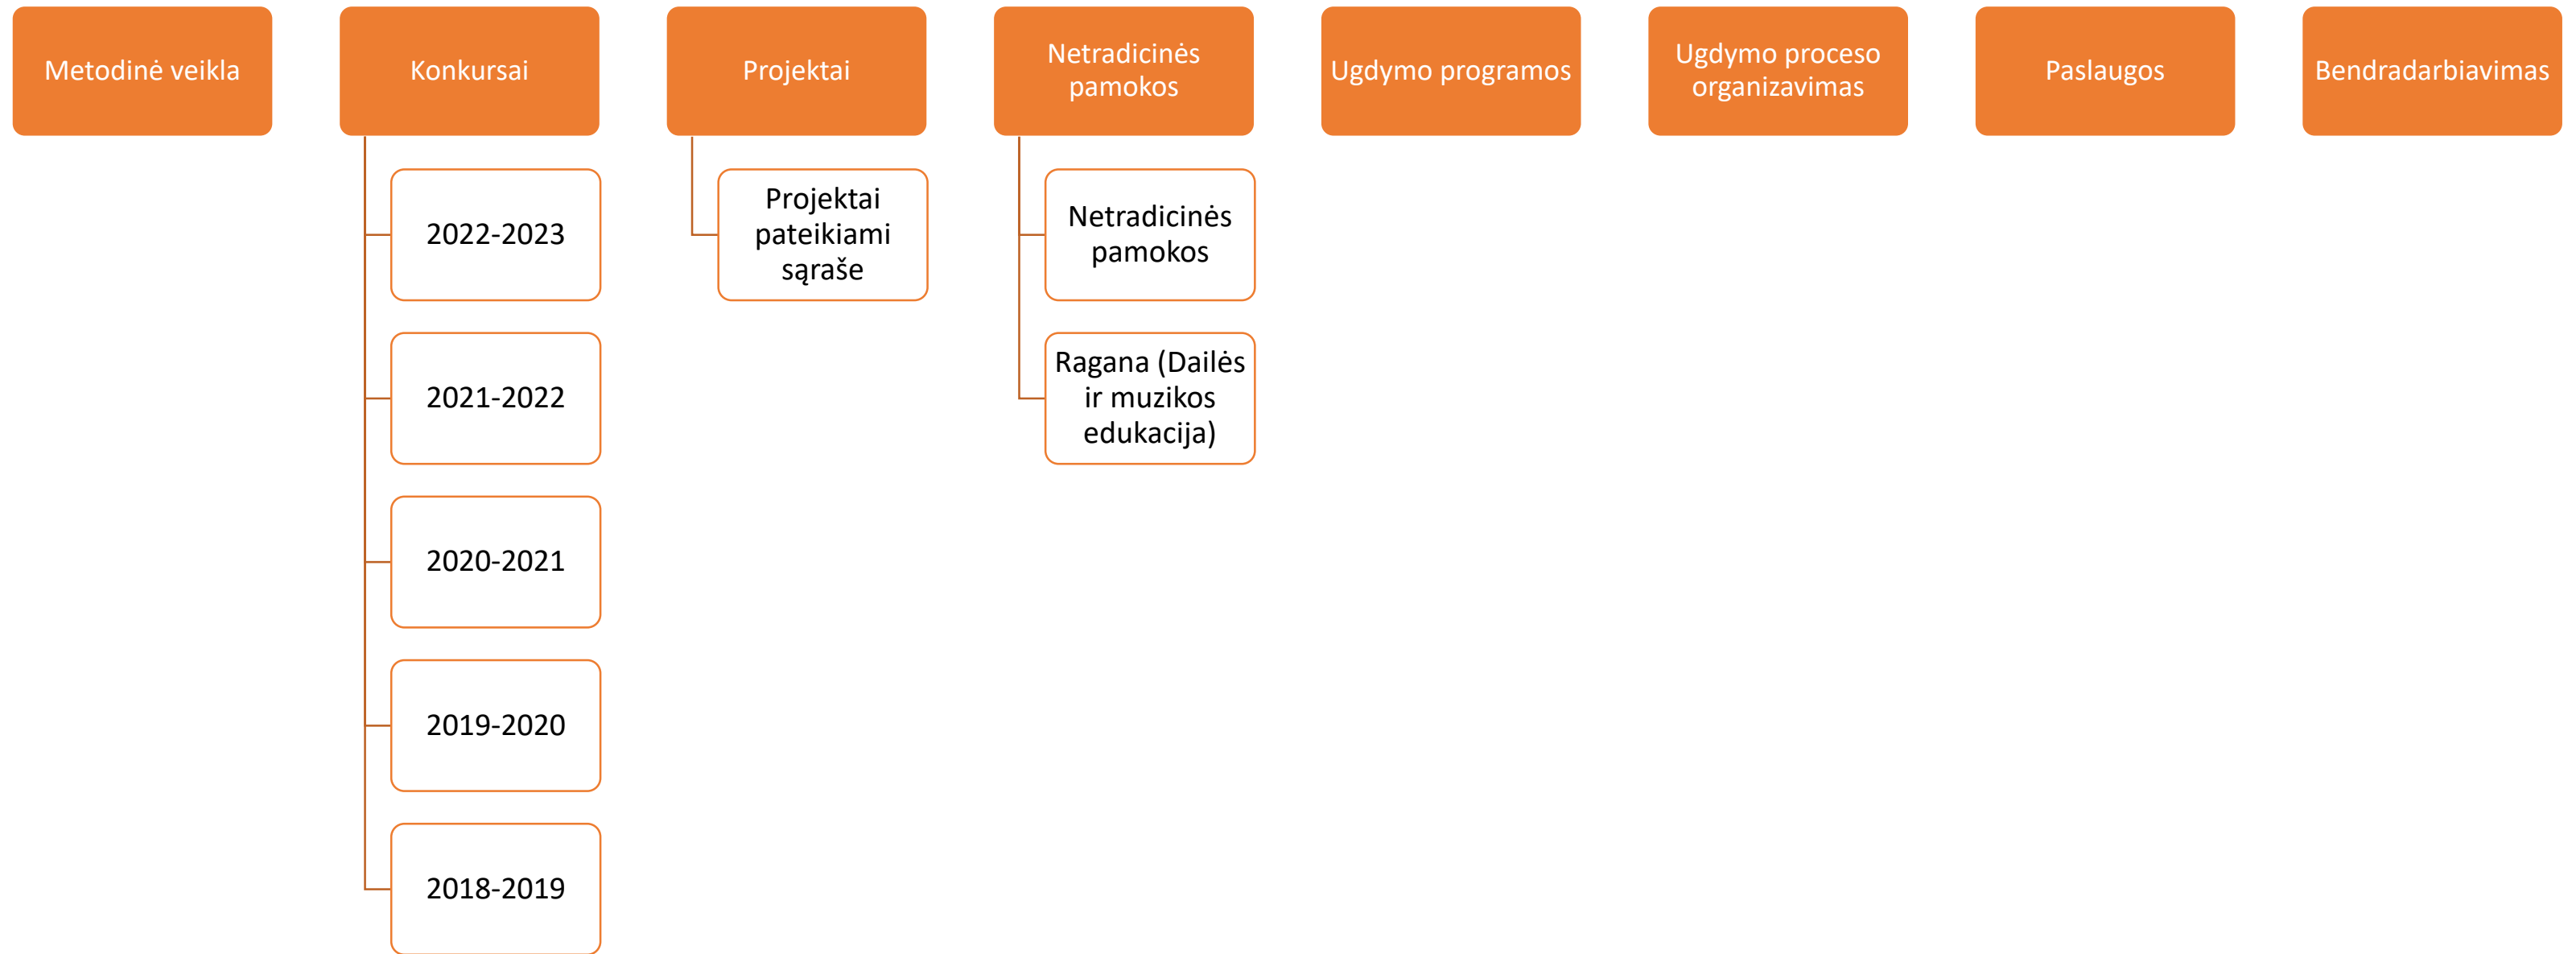 Metodinė veikla
Konkursai
2022-2023
2021-2022
2020-2021
2019-2020
2018-2019
Projektai
Projektai
pateikiami
sąraše
Netradicinės
pamokos
Netradicinės
pamokos
Ragana (Dailės
ir muzikos
edukacija)
Ugdymo programos
Ugdymo proceso
organizavimas
Paslaugos
Bendradarbiavimas